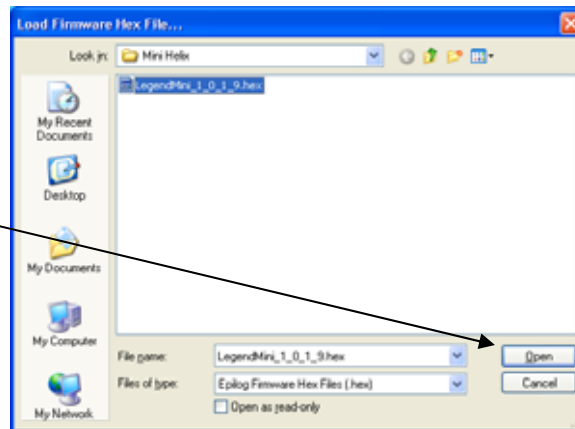 Load Firmware Hex File...
Look in:
Mini Helix
LegendMini_1_0_1_9.hex
My Recent
Documents
Desktop
My Documents
My Computer
My Network
File name:
LegendMini_1_0_1_9.hex
Open
Files of type:
Epilog Firmware Hex Files (.hex)
Cancel
Open as read-only